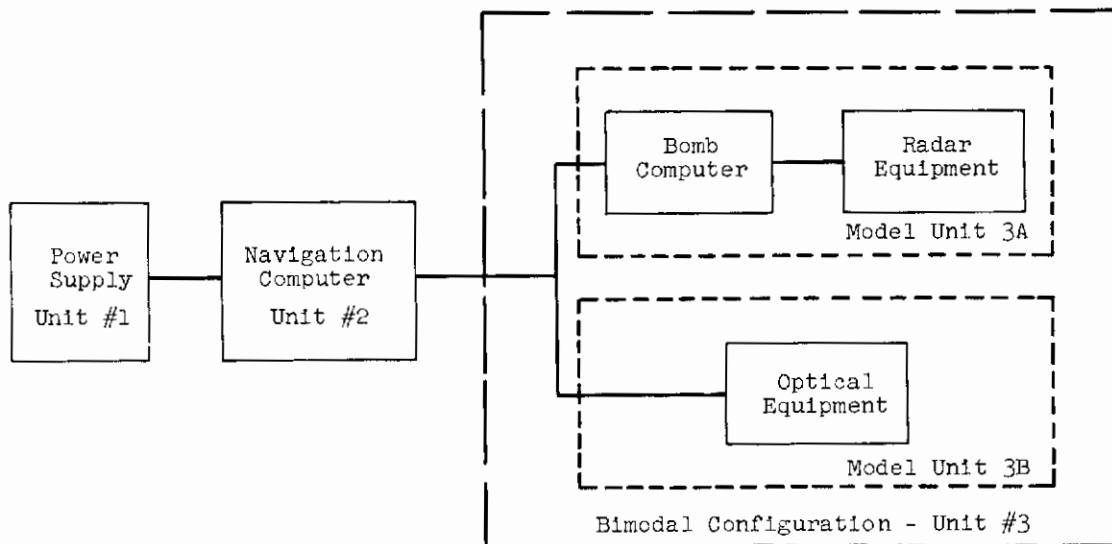 Power
Supply
Unit #1
Navigation
Computer
Unit #2
Bomb
Computer
Radar
Equipment
Model Unit 3A
Optical
Equipment
Model Unit 3B
Bimodal Configuration - Unit #3